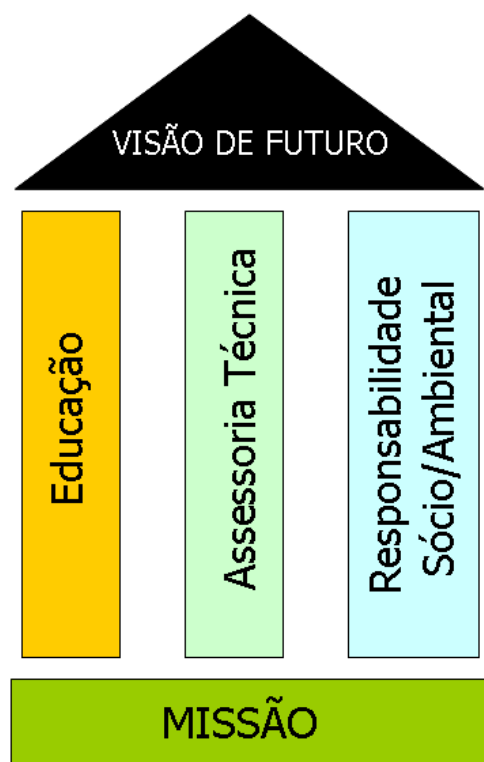 VISÃO DE FUTURO
Educação
Assessoria Técnica
Responsabilidade
Sócio/Ambiental
MISSÃO